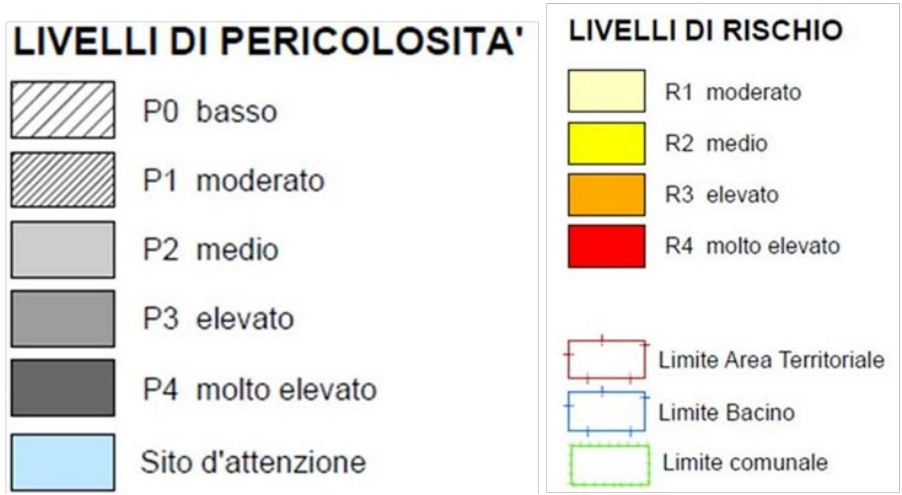 LIVELLI DI PERICOLOSITA'
P0 basso
P1 moderato
P2 medio
P3 elevato
P4 molto elevato
Sito d'attenzione
LIVELLI DI RISCHIO
R1 moderato
R2 medio
R3 elevato
R4 molto elevato
Limite Area Territoriale
Limite Bacino
Limite comunale